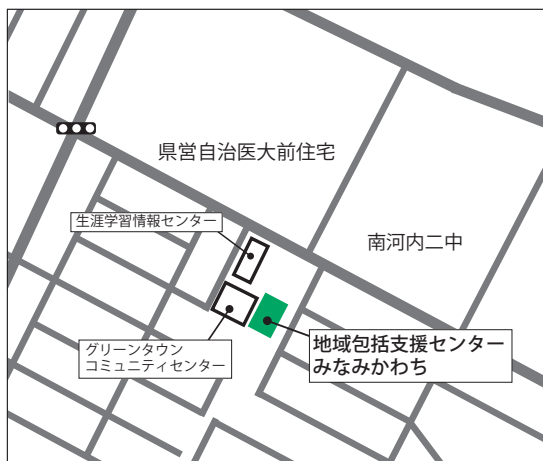 県営自治医大前住宅
生涯学習情報センター
南河内二中
地域包括支援センター
みなみかわち
グリーンタウン
コミュニティセンター